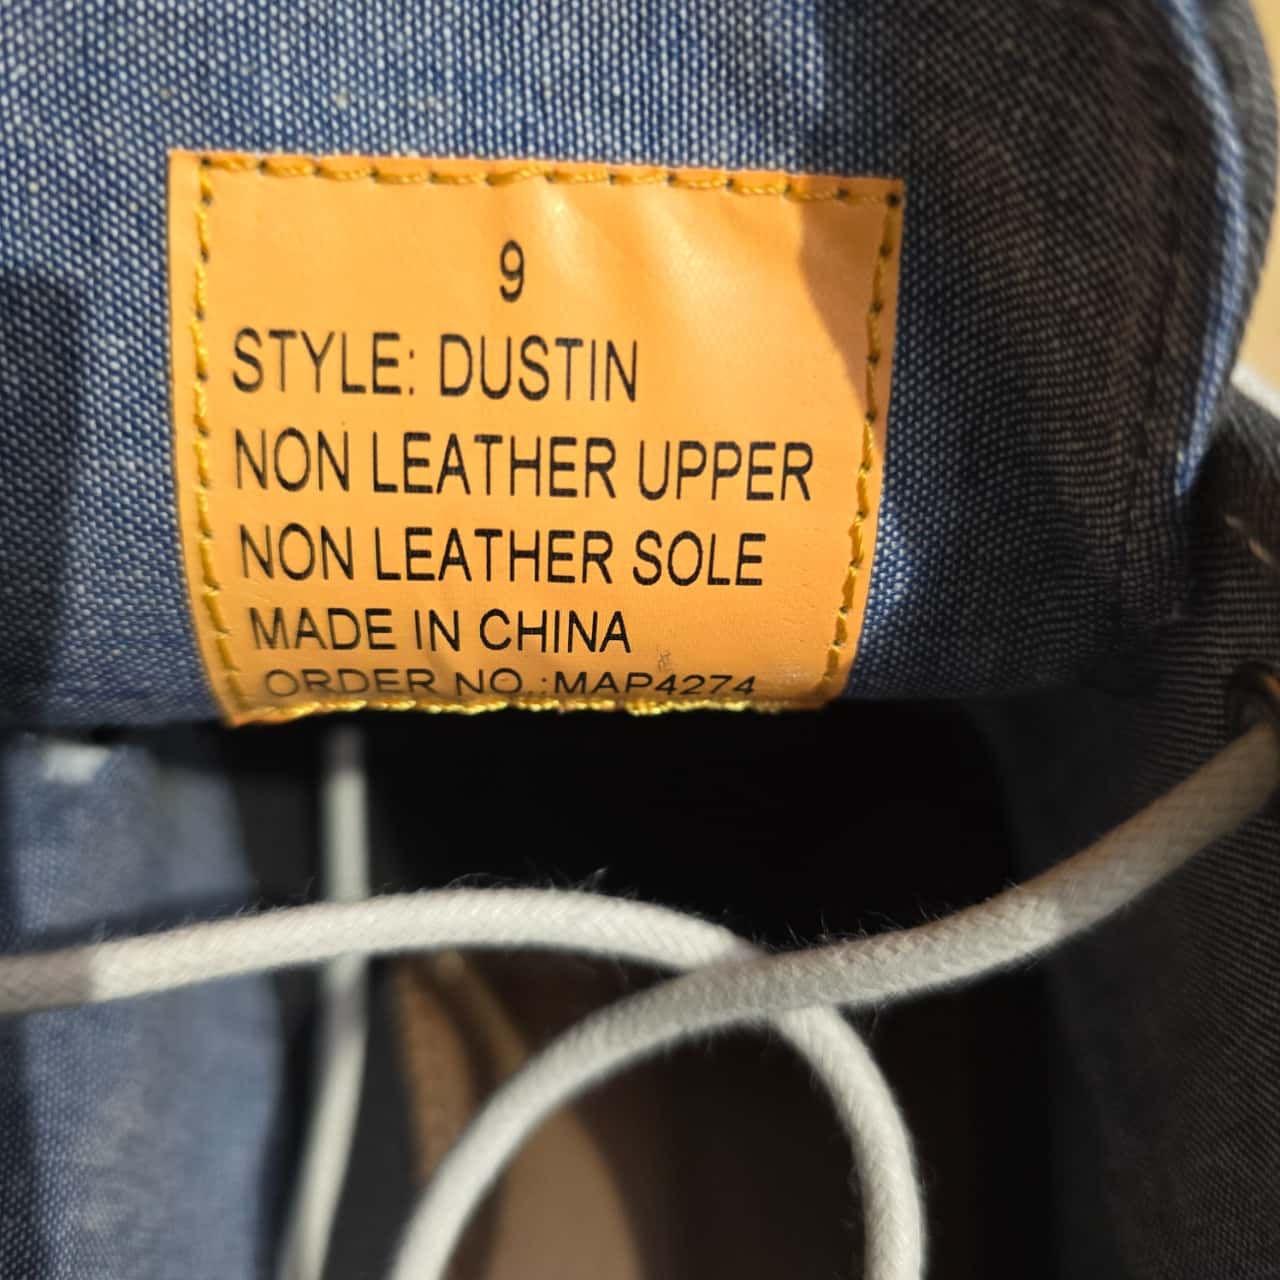 9
STYLE: DUSTIN
NON LEATHER UPPER
NON LEATHER SOLE
MADE IN CHINA
ORDER NO.:MAP4274